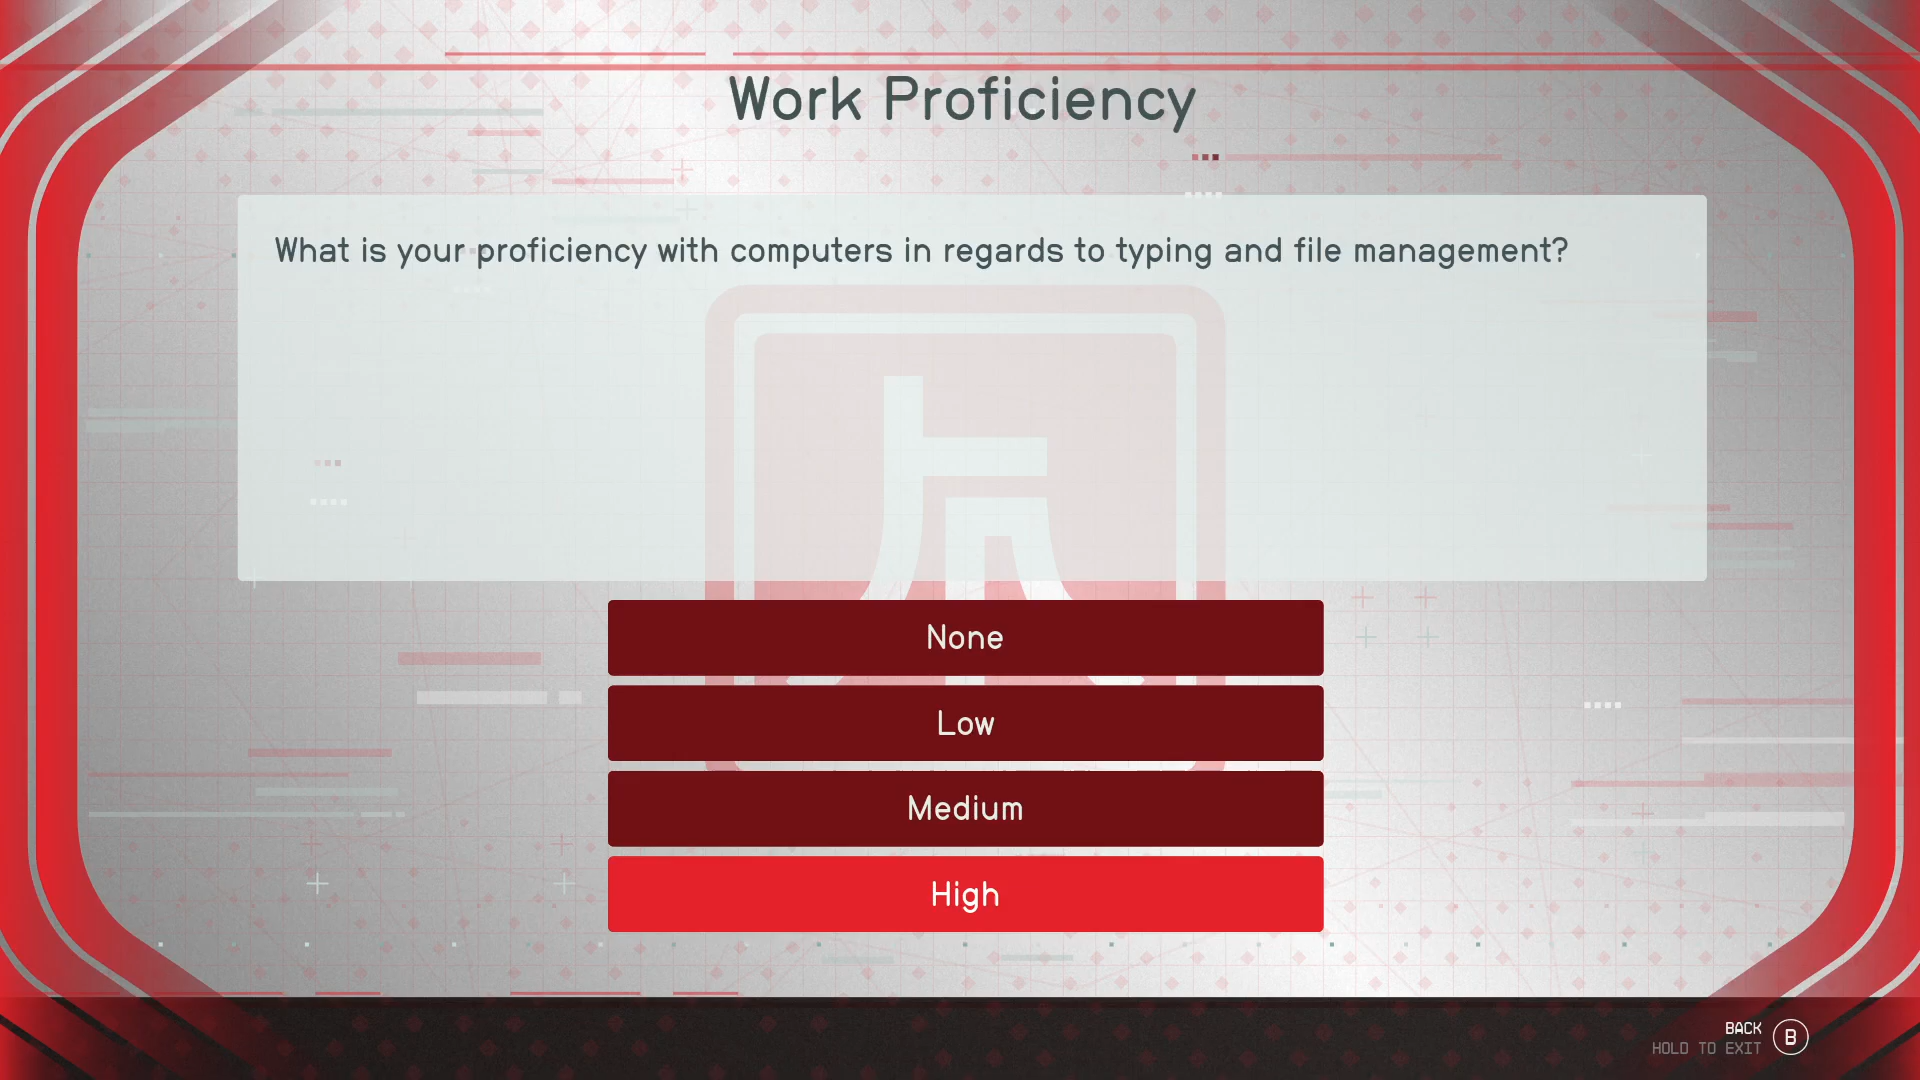 Work Proficiency
What is your proficiency with computers in regards to typing and file management?
None
Low
Medium
High
BACK
HOLD TO EXIT
B